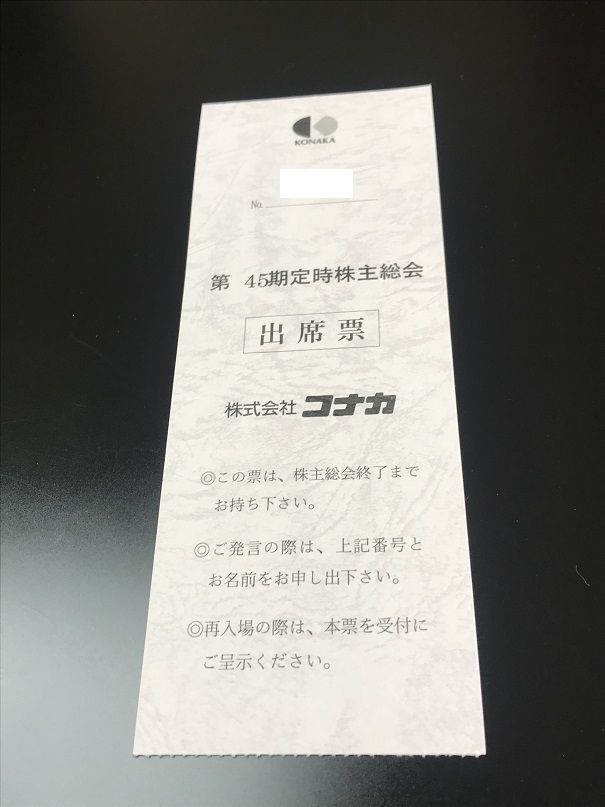 KONAKA
No.
第 45期定時株主総会
出席票
株式会社 コナカ
◎この票は、株主総会終了まで
お持ち下さい。
◎ご発言の際は、上記番号と
お名前をお申し出下さい。
◎再入場の際は、本票を受付に
ご呈示ください。